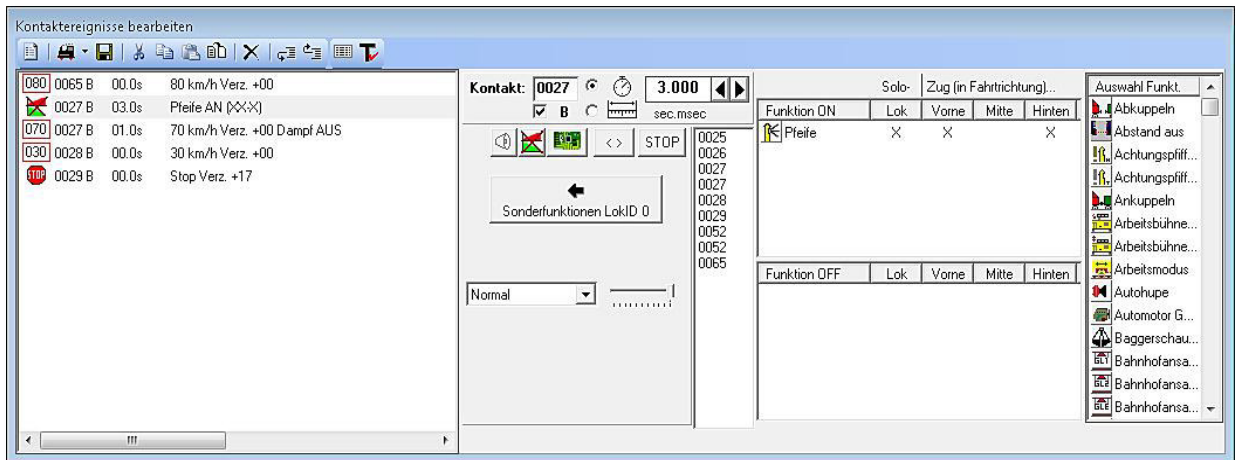 Kontaktereignisse bearbeiten
080 0065 B 00.0s 80 km/h Verz. +00
0027 B 03.0s Pfeife AN (XX-X)
070 0027 B 01.0s 70 km/h Verz. +00 Dampf AUS
030 0028 B 00.0s 30 km/h Verz. +00
STOP 0029 B 00.0s Stop Verz. +17
Kontakt: 0027 3.000
B sec.msec
< > STOP
Sonderfunktionen LokID 0
Normal
0025
0026
0027
0027
0028
0029
0052
0052
0065
Solo- Zug (in Fahrtrichtung)...
Funktion ON Lok Vorne Mitte Hinten
Pfeife X X X
Funktion OFF Lok Vorne Mitte Hinten
Auswahl Funkt.
Abkuppeln
Abstand aus
Achtungspfiff...
Achtungspfiff...
Ankuppeln
Arbeitsbühne...
Arbeitsbühne...
Arbeitsmodus
Autohupe
Automotor G...
Baggerschau...
GL1 Bahnhofansa...
GL2 Bahnhofansa...
Bahnhofansa...